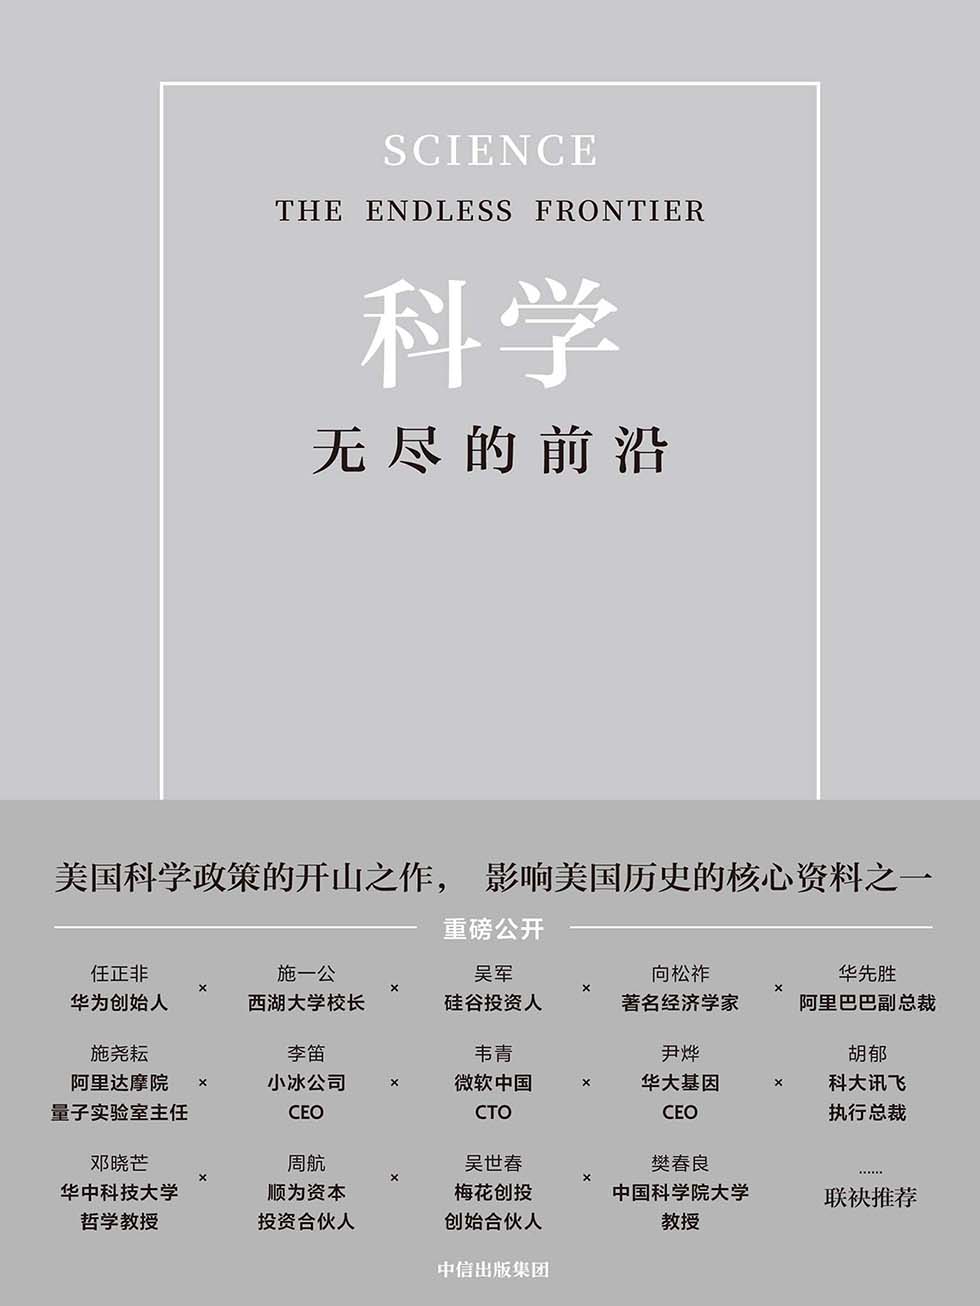 SCIENCE
THE ENDLESS FRONTIER
科学
无尽的前沿
美国科学政策的开山之作， 影响美国历史的核心资料之一
重磅公开
任正非 × 施一公 × 吴军 × 向松祚 × 华先胜
华为创始人 西湖大学校长 硅谷投资人 著名经济学家 阿里巴巴副总裁
施尧耘 李笛 韦青 尹烨 胡郁
阿里达摩院 × 小冰公司 × 微软中国 × 华大基因 × 科大讯飞
量子实验室主任 CEO CTO CEO 执行总裁
邓晓芒 × 周航 × 吴世春 × 樊春良 ......
华中科技大学 顺为资本 梅花创投 中国科学院大学 联袂推荐
哲学教授 投资合伙人 创始合伙人 教授
中信出版集团